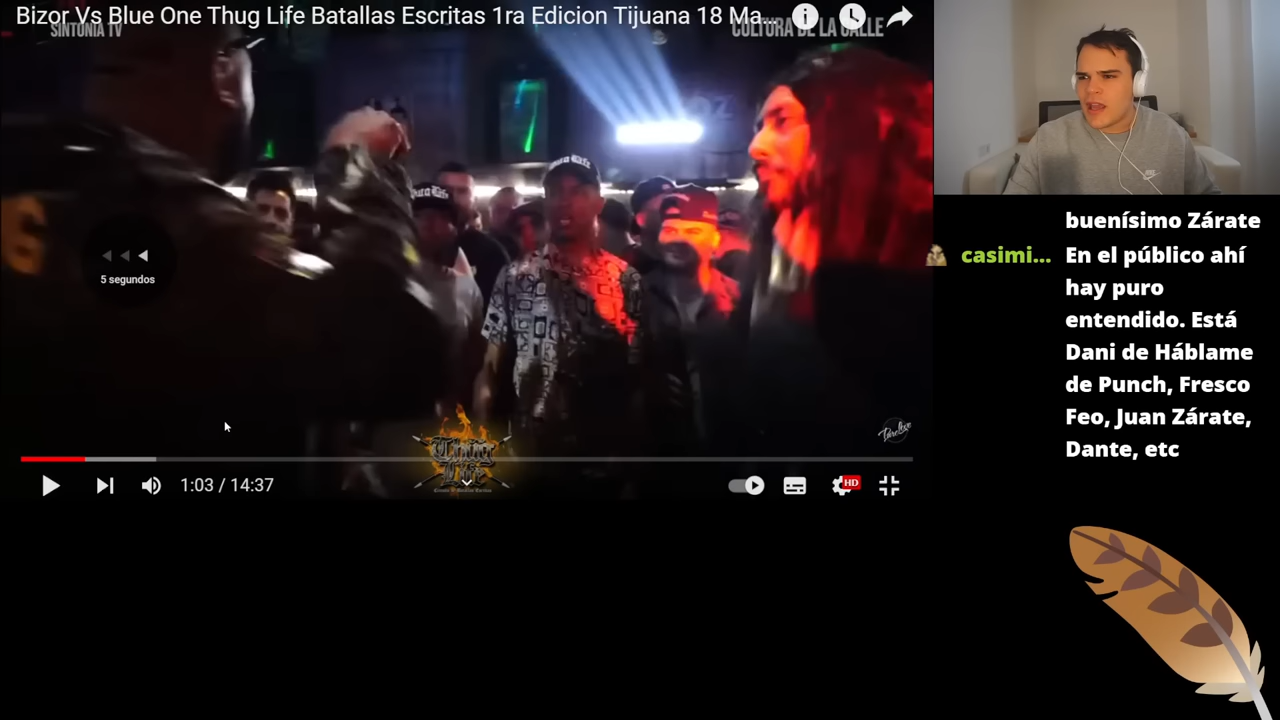 Bizor Vs Blue One Thug Life Batallas Escritas 1ra Edicion Tijuana 18 Ma...
SINTONIA TV
CULTURA DE LA CALLE
buenísimo Zárate
casimi... En el público ahí
hay puro
entendido. Está
Dani de Háblame
de Punch, Fresco
Feo, Juan Zárate,
Dante, etc
5 segundos
Thug
Life
1:03 / 14:37
HD